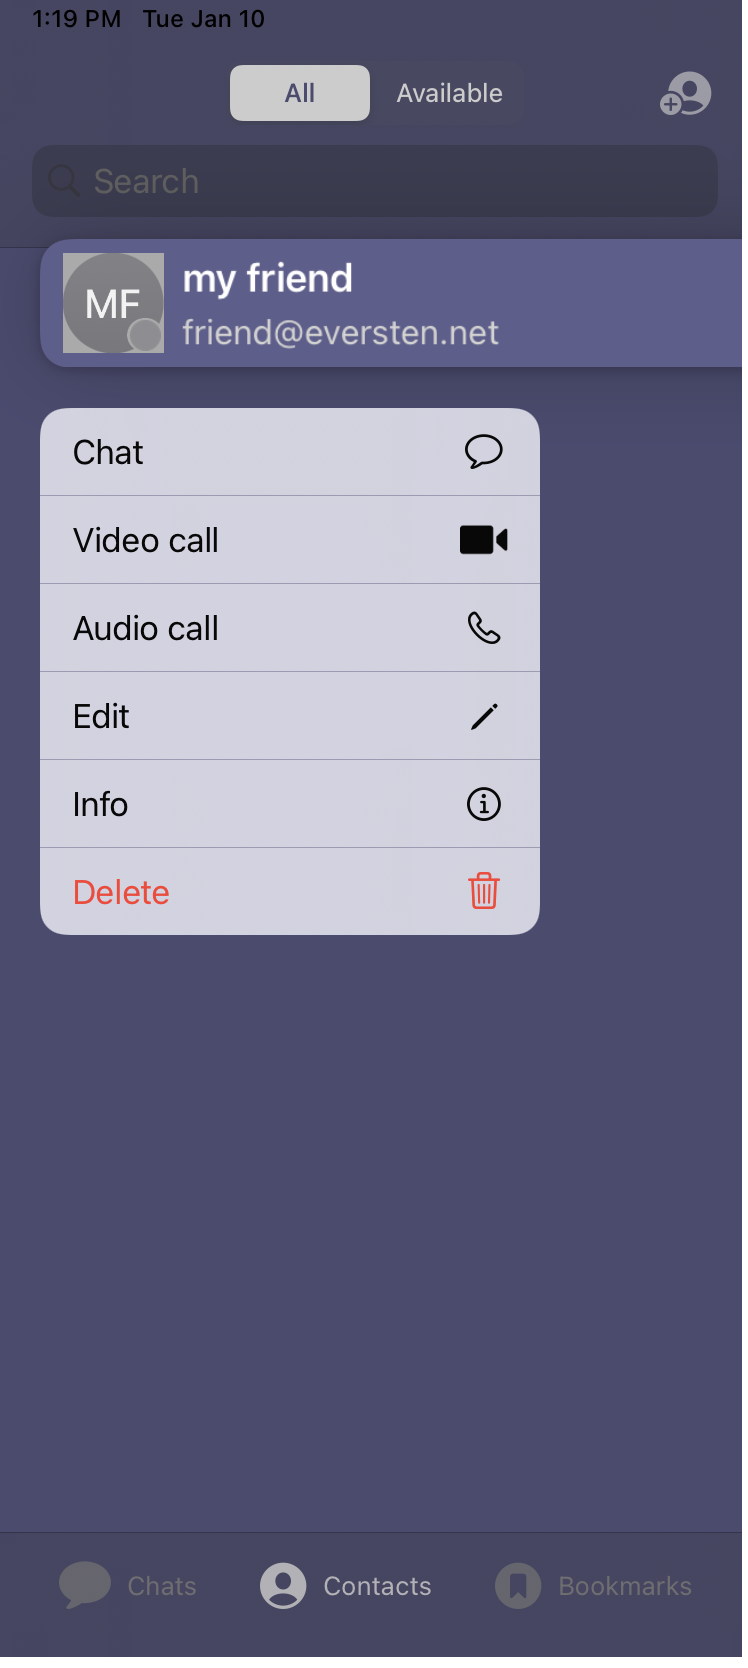 1:19 PM Tue Jan 10
All Available
Search
MF
my friend
friend@eversten.net
Chat
Video call
Audio call
Edit
Info
Delete
Chats Contacts Bookmarks